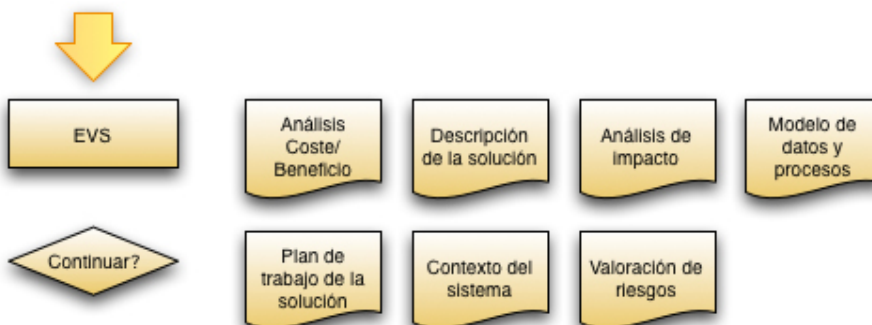 EVS
Análisis
Coste/
Beneficio
Descripción
de la solución
Análisis de
impacto
Modelo de
datos y
procesos
Continuar?
Plan de
trabajo de la
solución
Contexto del
sistema
Valoración de
riesgos